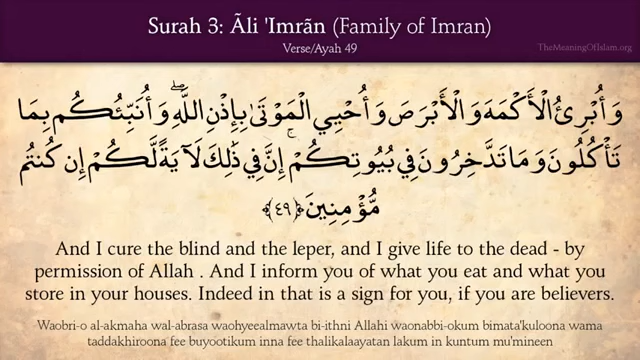 Surah 3: Ãli 'Imrãn (Family of Imran)
Verse/Ayah 49
TheMeaningOfIslam.org
وَأُبْرِئُ الْأَكْمَهَ وَالْأَبْرَصَ وَأُحْيِي الْمَوْتَىٰ بِإِذْنِ اللَّهِ ۖ وَأُنَبِّئُكُم بِمَا
تَأْكُلُونَ وَمَا تَدَّخِرُونَ فِي بُيُوتِكُمْ ۚ إِنَّ فِي ذَٰلِكَ لَآيَةً لَّكُمْ إِن كُنتُم
مُّؤْمِنِينَ ﴿٤٩﴾
And I cure the blind and the leper, and I give life to the dead - by
permission of Allah . And I inform you of what you eat and what you
store in your houses. Indeed in that is a sign for you, if you are believers.
Waobri-o al-akmaha wal-abrasa waohyeealmawta bi-ithni Allahi waonabbi-okum bimata'kuloona wama
taddakhiroona fee buyootikum inna fee thalikalaayatan lakum in kuntum mu'mineen